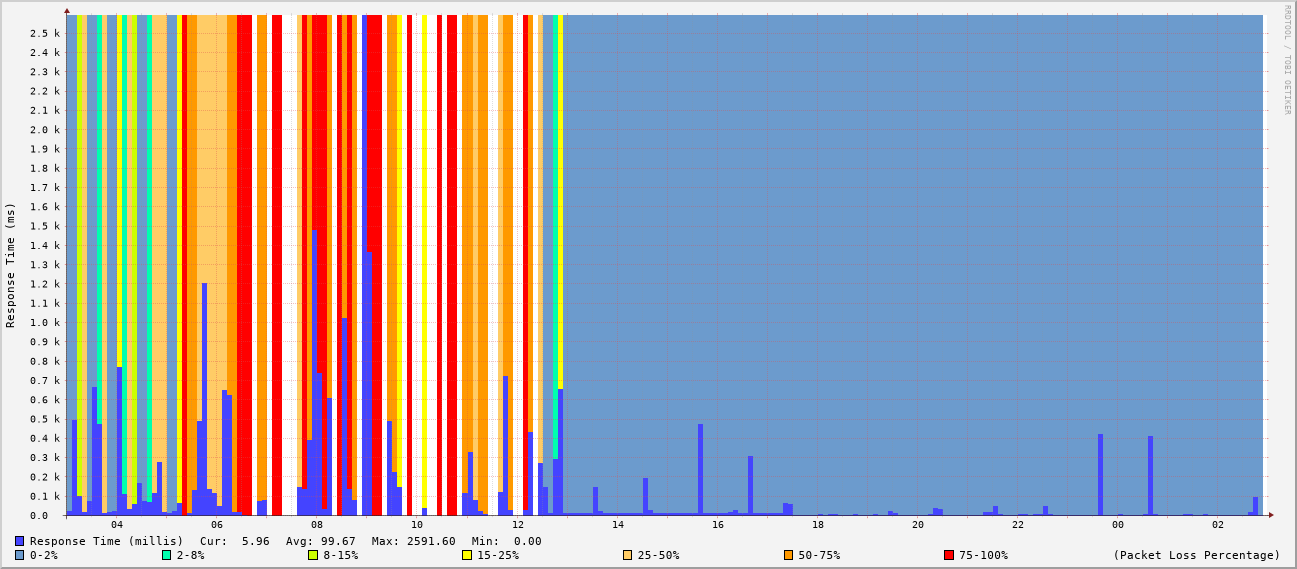 RRDTOOL / TOBI OETIKER
Response Time (ms)
2.5 k
2.4 k
2.3 k
2.2 k
2.1 k
2.0 k
1.9 k
1.8 k
1.7 k
1.6 k
1.5 k
1.4 k
1.3 k
1.2 k
1.1 k
1.0 k
0.9 k
0.8 k
0.7 k
0.6 k
0.5 k
0.4 k
0.3 k
0.2 k
0.1 k
0.0
04 06 08 10 12 14 16 18 20 22 00 02
Response Time (millis) Cur: 5.96 Avg: 99.67 Max: 2591.60 Min: 0.00
0-2% 2-8% 8-15% 15-25% 25-50% 50-75% 75-100% (Packet Loss Percentage)